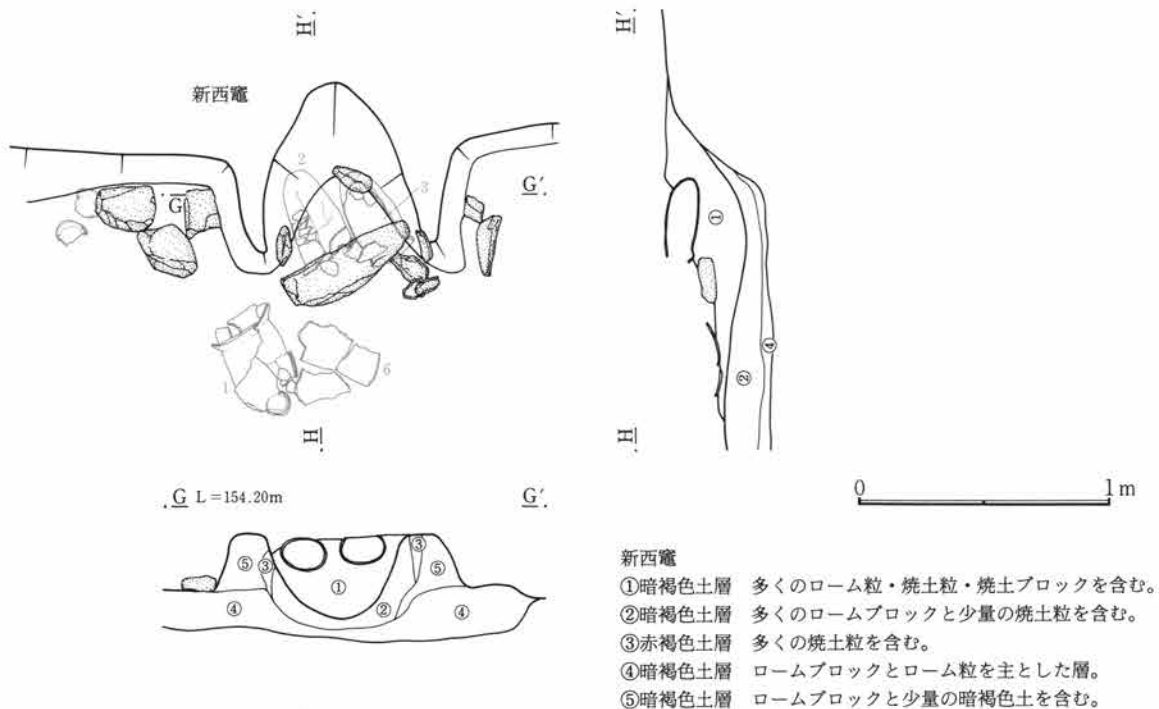 H′
新西竈
2
3
G
G′
1
6
H
H′
①
②
④
H
G L＝154.20m
G′
⑤
③
①
③
⑤
④
②
④
0
1m
新西竈
①暗褐色土層　多くのローム粒・焼土粒・焼土ブロックを含む。
②暗褐色土層　多くのロームブロックと少量の焼土粒を含む。
③赤褐色土層　多くの焼土粒を含む。
④暗褐色土層　ロームブロックとローム粒を主とした層。
⑤暗褐色土層　ロームブロックと少量の暗褐色土を含む。